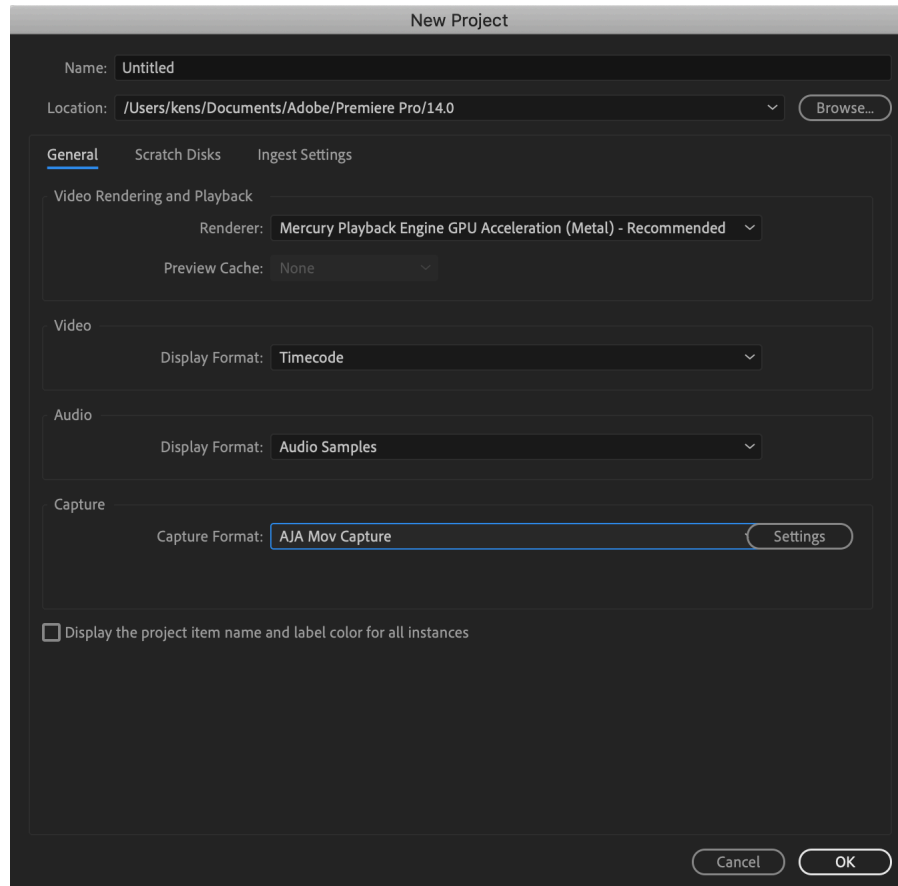 New Project
Name: Untitled
Location: /Users/kens/Documents/Adobe/Premiere Pro/14.0 Browse...
General Scratch Disks Ingest Settings
Video Rendering and Playback
Renderer: Mercury Playback Engine GPU Acceleration (Metal) - Recommended
Preview Cache: None
Video
Display Format: Timecode
Audio
Display Format: Audio Samples
Capture
Capture Format: AJA Mov Capture Settings
Display the project item name and label color for all instances
Cancel OK